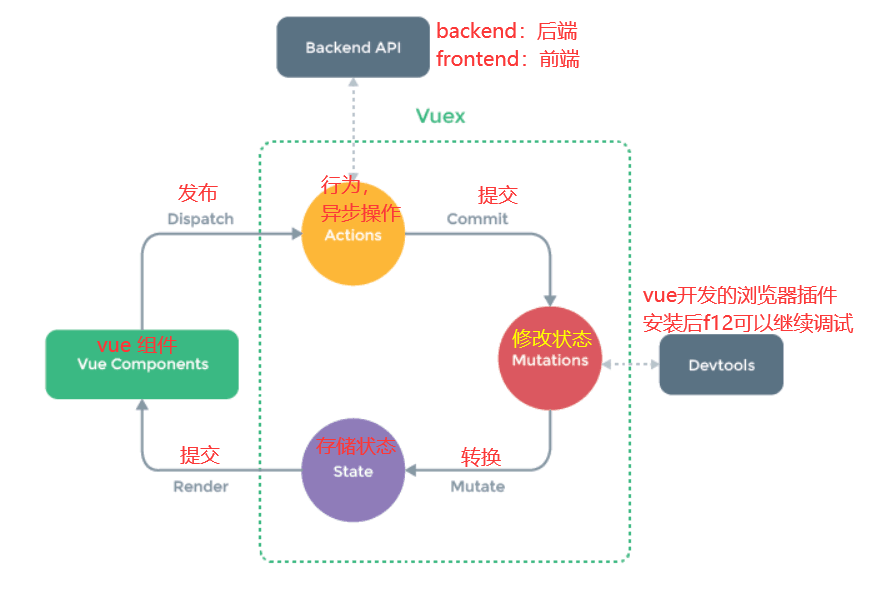 Backend API
backend：后端
frontend：前端
Vuex
发布
Dispatch
行为，
异步操作
Actions
提交
Commit
vue开发的浏览器插件
安装后f12可以继续调试
vue 组件
Vue Components
修改状态
Mutations
Devtools
提交
Render
存储状态
State
转换
Mutate